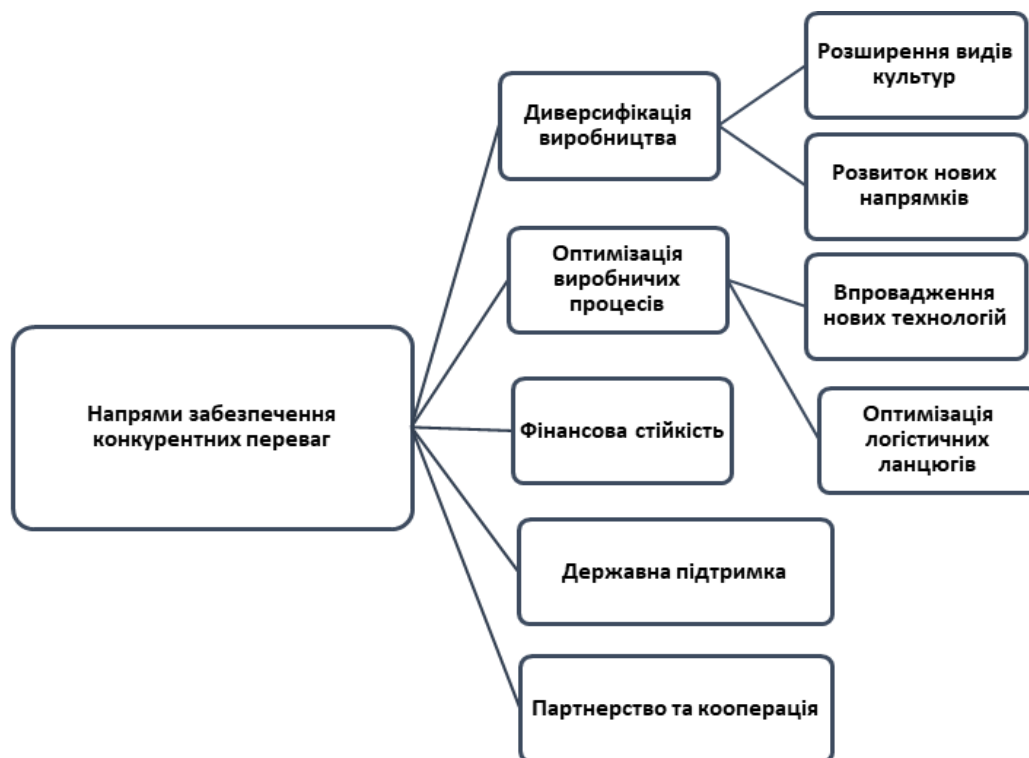 Розширення видів
культур
Диверсифікація
виробництва
Розвиток нових
напрямків
Оптимізація
виробничих
процесів
Впровадження
нових технологій
Напрями забезпечення
конкурентних переваг
Фінансова стійкість
Оптимізація
логістичних
ланцюгів
Державна підтримка
Партнерство та кооперація